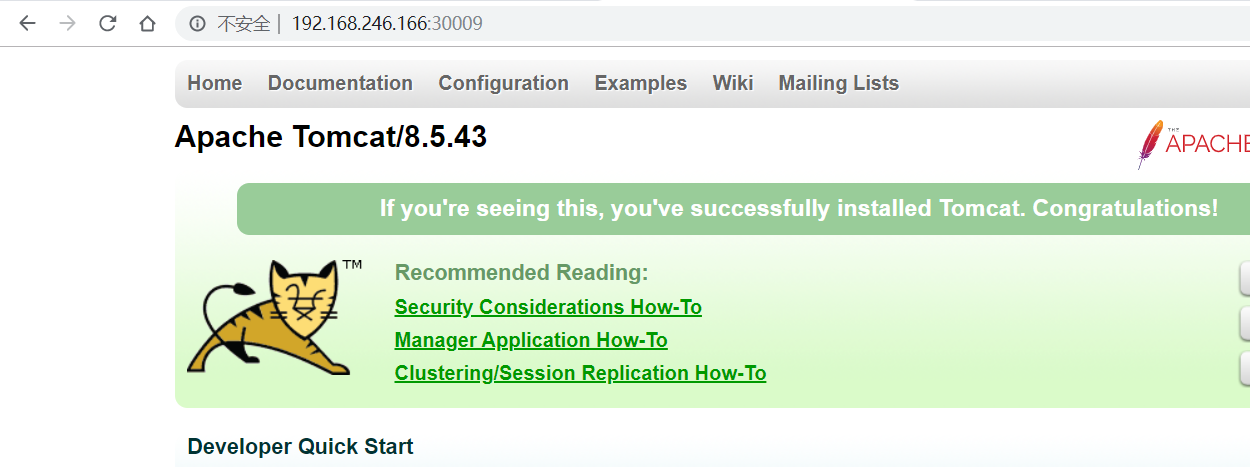 不安全 | 192.168.246.166:30009
Home Documentation Configuration Examples Wiki Mailing Lists
Apache Tomcat/8.5.43
THE
APACHE
If you're seeing this, you've successfully installed Tomcat. Congratulations!
TM
Recommended Reading:
Security Considerations How-To
Manager Application How-To
Clustering/Session Replication How-To
Developer Quick Start